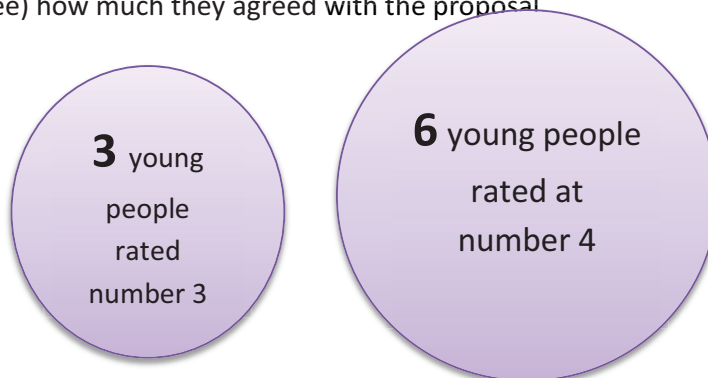 ee) how much they agreed with the proposal
3 young
people
rated
number 3
6 young people
rated at
number 4